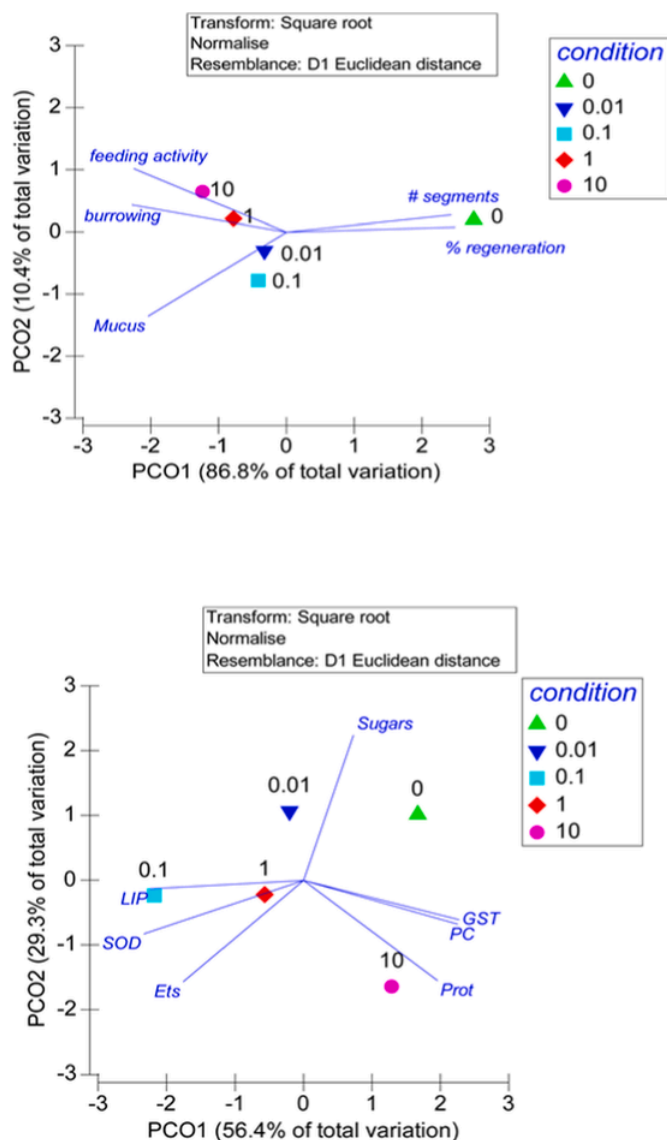 Transform: Square root
Normalise
Resemblance: D1 Euclidean distance
condition
0
0.01
0.1
1
10
PCO2 (10.4% of total variation)
3
2
1
0
-1
-2
-3
feeding activity
10
burrowing
1
# segments
0
% regeneration
0.01
0.1
Mucus
-3
-2
-1
0
1
2
3
PCO1 (86.8% of total variation)
Transform: Square root
Normalise
Resemblance: D1 Euclidean distance
condition
0
0.01
0.1
1
10
PCO2 (29.3% of total variation)
3
2
1
0
-1
-2
-3
Sugars
0.01
0
0.1
1
LIP
SOD
Ets
GST
PC
10
Prot
-3
-2
-1
0
1
2
3
PCO1 (56.4% of total variation)